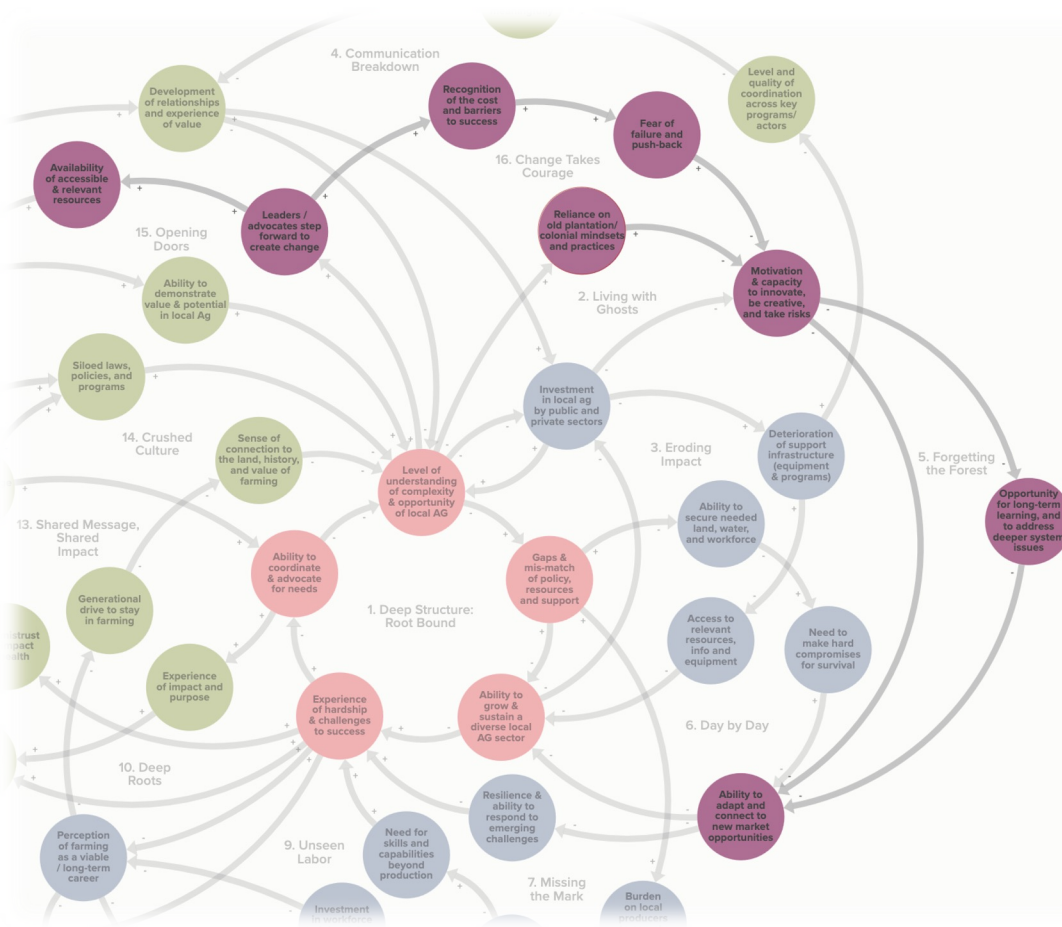 4. Communication
Breakdown
Development
of relationships
and experience
of value
Recognition
of the cost
and barriers
to success
Level and
quality of
coordination
across key
programs/
actors
Fear of
failure and
push-back
16. Change Takes
Courage
Availability
of accessible
& relevant
resources
Leaders /
advocates step
forward to
create change
Reliance on
old plantation/
colonial mindsets
and practices
15. Opening
Doors
Ability to
demonstrate
value & potential
in local Ag
Motivation
& capacity
to innovate,
be creative,
and take risks
2. Living with
Ghosts
Siloed laws,
policies, and
programs
Investment
in local ag
by public and
private sectors
14. Crushed
Culture
Sense of
connection to
the land, history,
and value of
farming
3. Eroding
Impact
Deterioration
of support
infrastructure
(equipment
& programs)
5. Forgetting
the Forest
Level of
understanding
of complexity
& opportunity
of local AG
Ability to
secure needed
land, water,
and workforce
Opportunity
for long-term
learning, and
to address
deeper system
issues
13. Shared Message,
Shared
Impact
Ability to
coordinate
& advocate
for needs
Gaps &
mis-match
of policy,
resources
and support
Generational
drive to stay
in farming
1. Deep Structure:
Root Bound
Access to
relevant
resources,
info and
equipment
Need to
make hard
compromises
for survival
Experience
of impact and
purpose
Experience
of hardship
& challenges
to success
Ability to
grow &
sustain a
diverse local
AG sector
6. Day by Day
10. Deep
Roots
Resilience &
ability to
respond to
emerging
challenges
Ability to
adapt and
connect to
new market
opportunities
Perception
of farming
as a viable
/ long-term
career
9. Unseen
Labor
Need for
skills and
capabilities
beyond
production
7. Missing
the Mark
Burden
on local
producers
Investment
in workforce